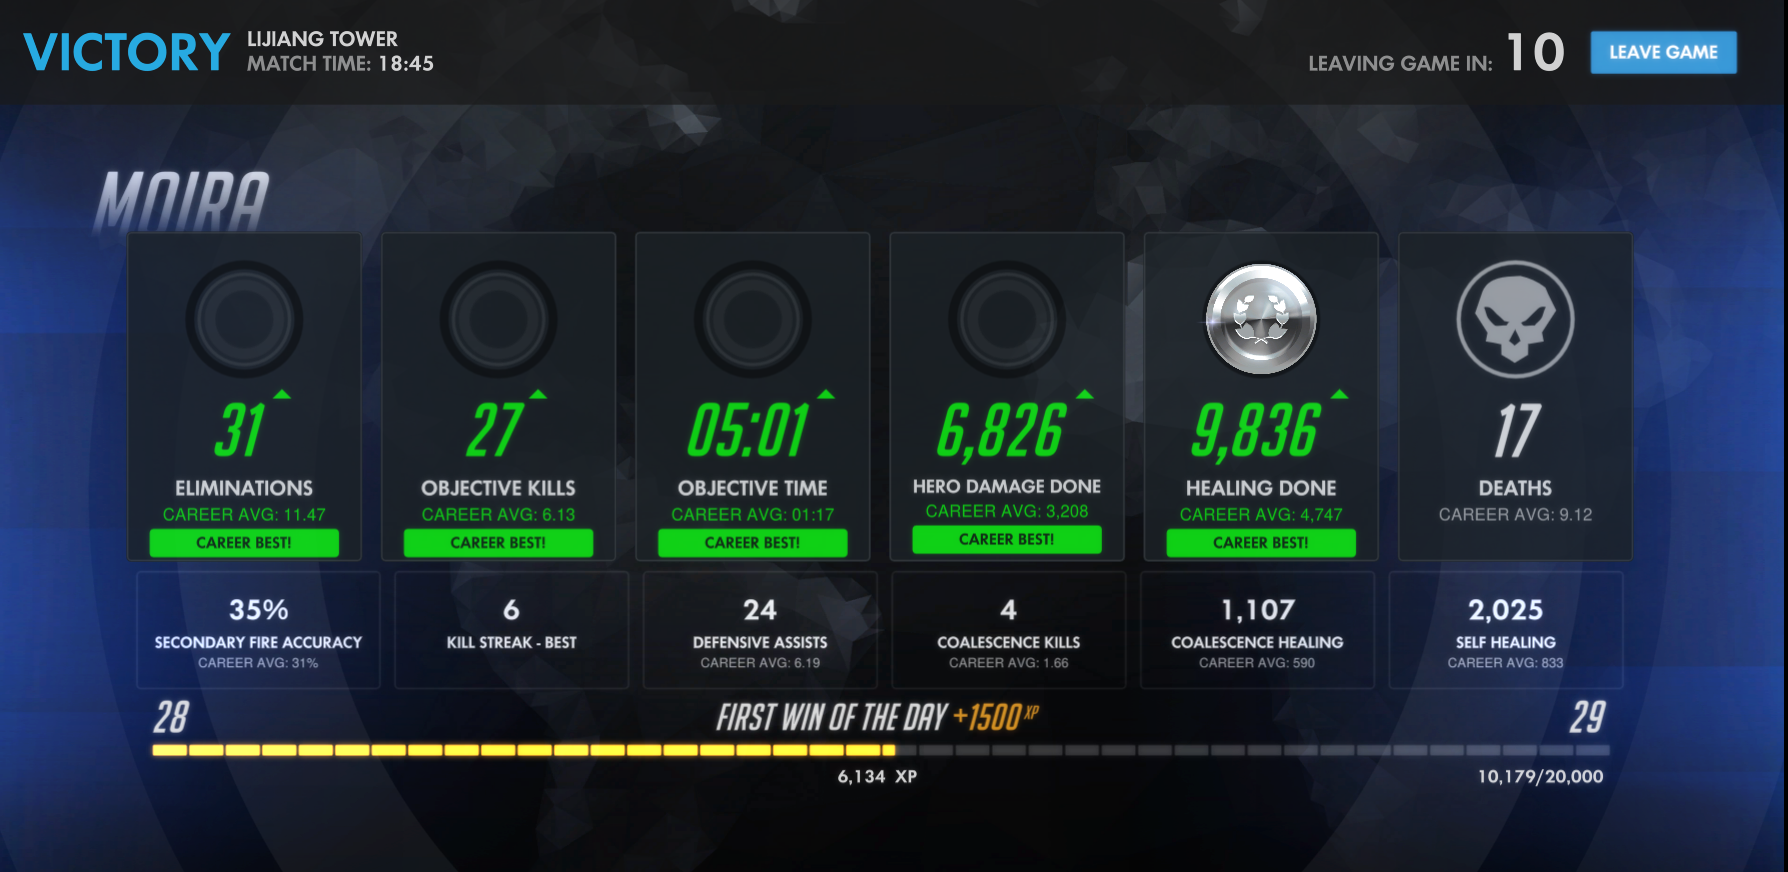 VICTORY
LIJIANG TOWER
MATCH TIME: 18:45
LEAVING GAME IN: 10
LEAVE GAME
MOIRA
31
ELIMINATIONS
CAREER AVG: 11.47
CAREER BEST!
27
OBJECTIVE KILLS
CAREER AVG: 6.13
CAREER BEST!
05:01
OBJECTIVE TIME
CAREER AVG: 01:17
CAREER BEST!
6,826
HERO DAMAGE DONE
CAREER AVG: 3,208
CAREER BEST!
9,836
HEALING DONE
CAREER AVG: 4,747
CAREER BEST!
17
DEATHS
CAREER AVG: 9.12
35%
SECONDARY FIRE ACCURACY
CAREER AVG: 31%
6
KILL STREAK - BEST
24
DEFENSIVE ASSISTS
CAREER AVG: 6.19
4
COALESCENCE KILLS
CAREER AVG: 1.66
1,107
COALESCENCE HEALING
CAREER AVG: 590
2,025
SELF HEALING
CAREER AVG: 833
28
FIRST WIN OF THE DAY +1500 XP
29
6,134 XP
10,179/20,000